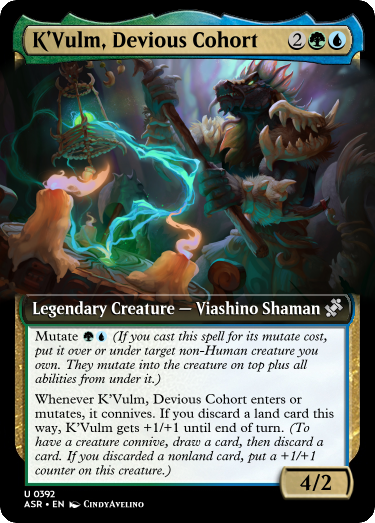 K'Vulm, Devious Cohort 2
Legendary Creature — Viashino Shaman
Mutate (If you cast this spell for its mutate cost,
put it over or under target non-Human creature you
own. They mutate into the creature on top plus all
abilities from under it.)
Whenever K'Vulm, Devious Cohort enters or
mutates, it connives. If you discard a land card this
way, K'Vulm gets +1/+1 until end of turn. (To
have a creature connive, draw a card, then discard a
card. If you discarded a nonland card, put a +1/+1
counter on this creature.)
4/2
U 0392
ASR • EN CindyAvelino